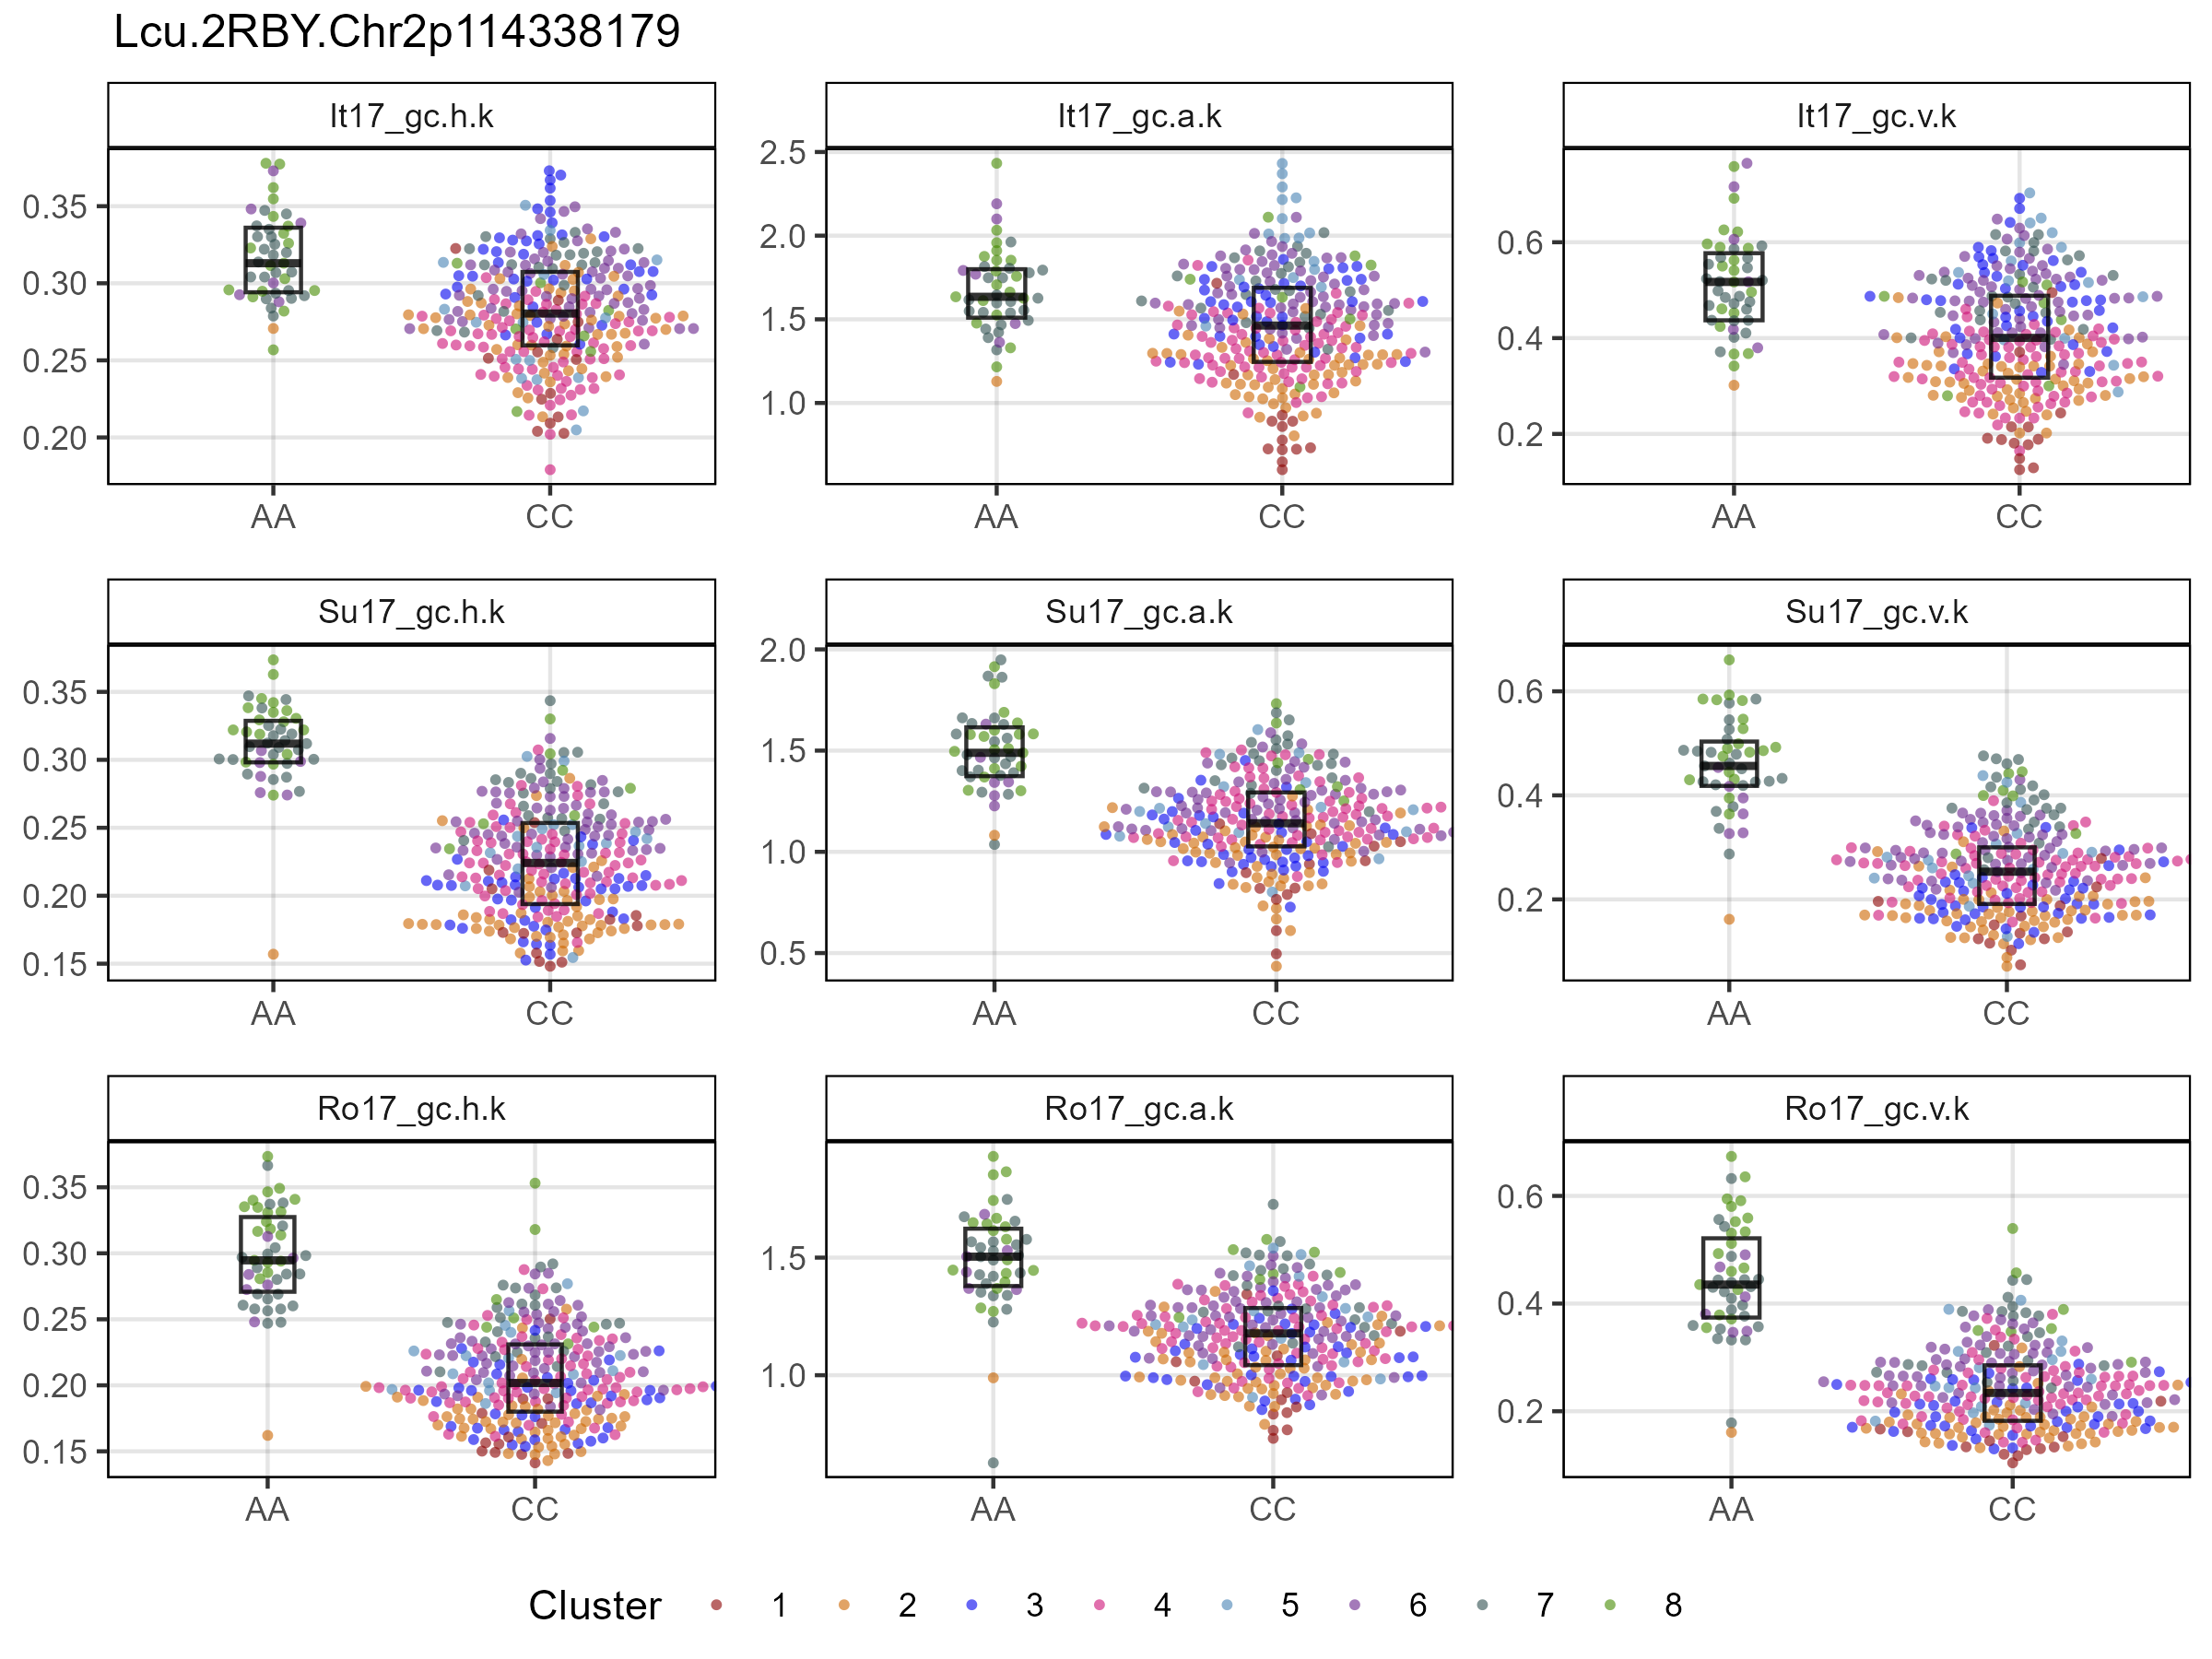 Lcu.2RBY.Chr2p114338179
It17_gc.h.k
It17_gc.a.k
It17_gc.v.k
0.35
0.30
0.25
0.20
AA CC
2.5
2.0
1.5
1.0
AA CC
0.6
0.4
0.2
AA CC
Su17_gc.h.k
Su17_gc.a.k
Su17_gc.v.k
0.35
0.30
0.25
0.20
0.15
AA CC
2.0
1.5
1.0
0.5
AA CC
0.6
0.4
0.2
AA CC
Ro17_gc.h.k
Ro17_gc.a.k
Ro17_gc.v.k
0.35
0.30
0.25
0.20
0.15
AA CC
1.5
1.0
AA CC
0.6
0.4
0.2
AA CC
Cluster 1 2 3 4 5 6 7 8